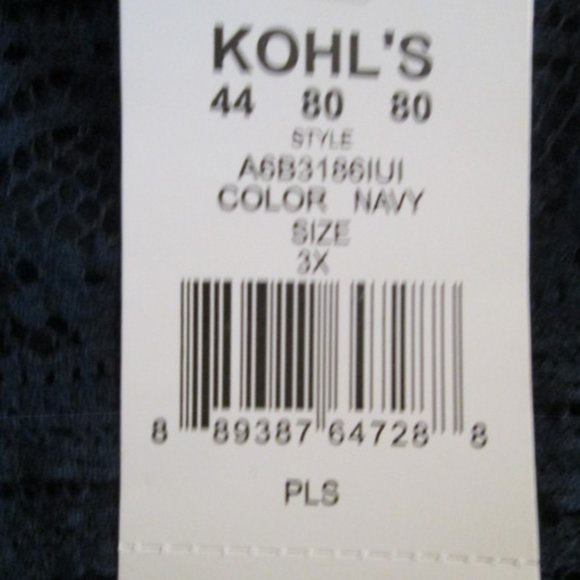 KOHL'S
44 80 80
STYLE
A6B3186IUI
COLOR NAVY
SIZE
3X
8 89387 64728 8
PLS